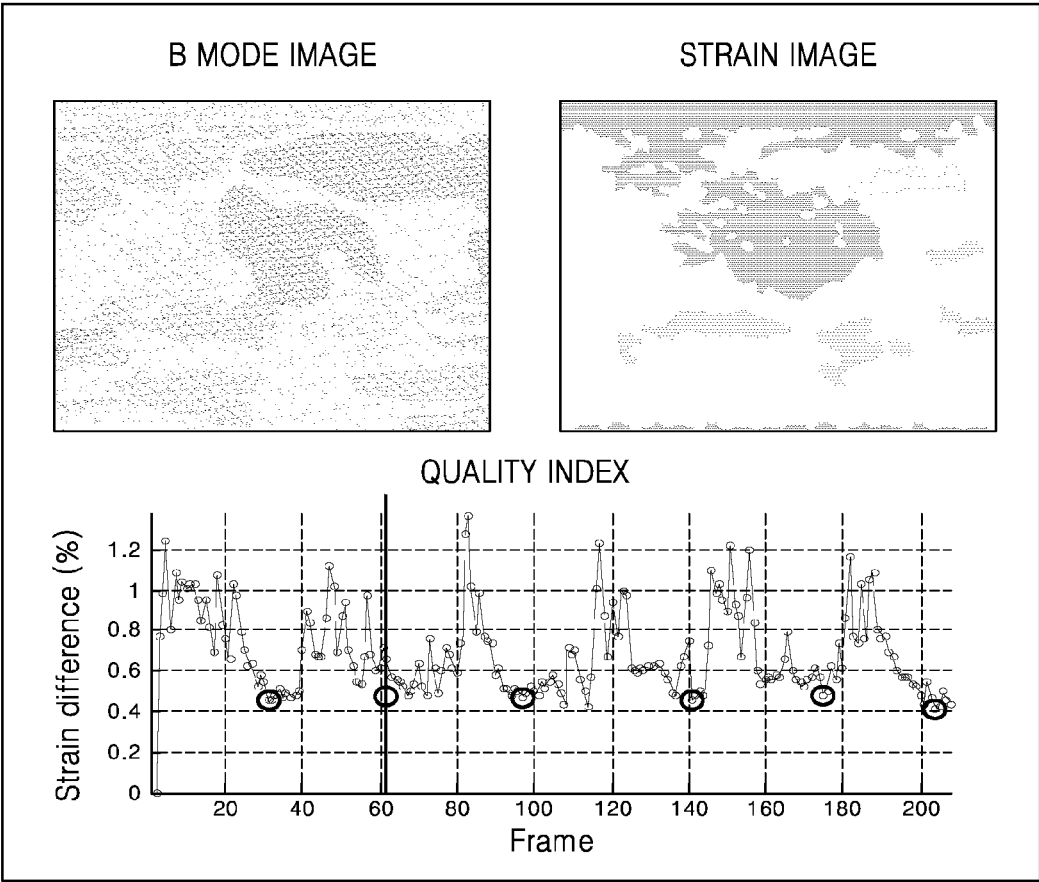 B MODE IMAGE
STRAIN IMAGE
QUALITY INDEX
Strain difference (%)
1.2
1
0.8
0.6
0.4
0.2
0
20 40 60 80 100 120 140 160 180 200
Frame